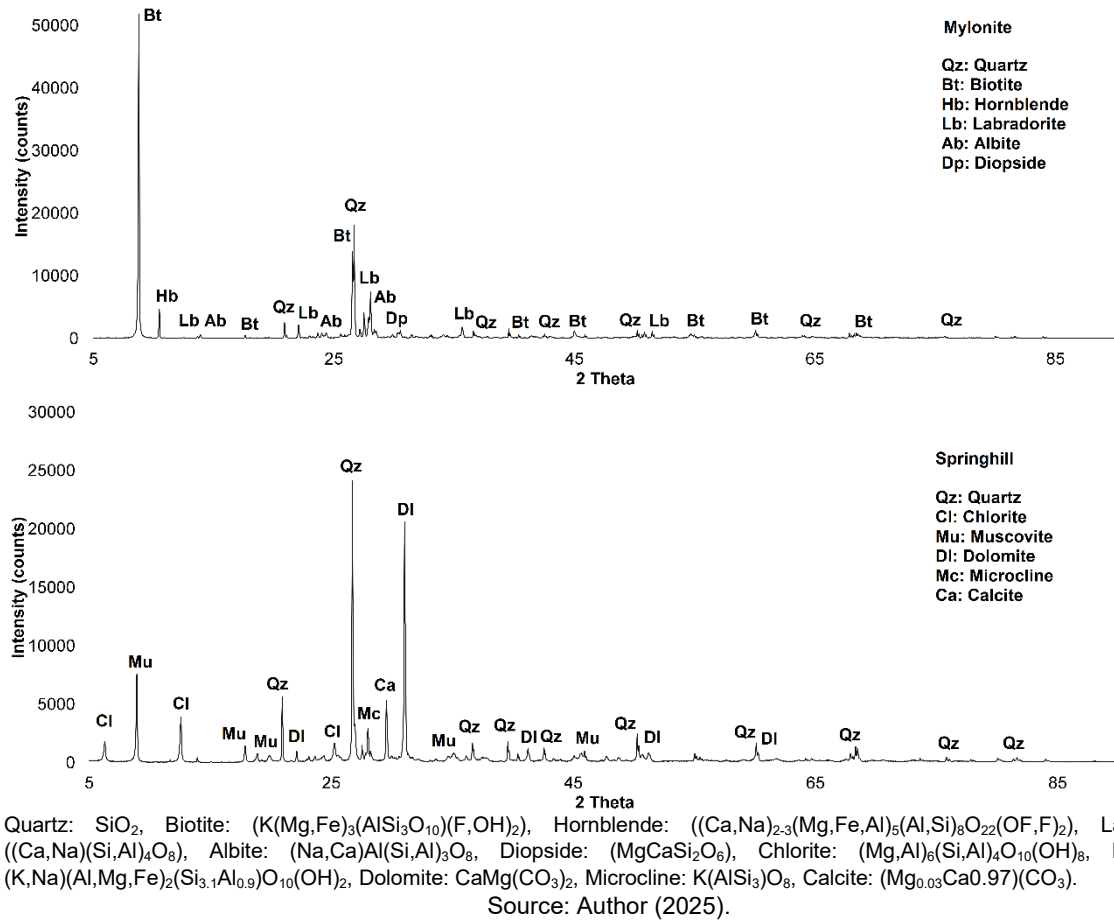 50000
40000
30000
20000
10000
0
Intensity (counts)
Bt
Hb
Lb Ab
Bt
Qz
Lb
Ab
Bt
Qz
Lb
Ab
Dp
Lb
Qz
Bt
Qz
Bt
Qz
Lb
Bt
Bt
Qz
Bt
Qz
5 25 45 65 85
2 Theta
Mylonite
Qz: Quartz
Bt: Biotite
Hb: Hornblende
Lb: Labradorite
Ab: Albite
Dp: Diopside
30000
25000
20000
15000
10000
5000
0
Intensity (counts)
Cl
Mu
Cl
Mu
Mu
Qz
Dl
Cl
Qz
Mc
Ca
Dl
Mu
Qz
Qz
Dl
Qz
Mu
Qz
Dl
Qz
Dl
Qz
Qz
Qz
5 25 45 65 85
2 Theta
Springhill
Qz: Quartz
Cl: Chlorite
Mu: Muscovite
Dl: Dolomite
Mc: Microcline
Ca: Calcite
Quartz: SiO2, Biotite: (K(Mg,Fe)3(AlSi3O10)(F,OH)2), Hornblende: ((Ca,Na)2-3(Mg,Fe,Al)5(Al,Si)8O22(OF,F)2),
((Ca,Na)(Si,Al)4O8), Albite: (Na,Ca)Al(Si,Al)3O8, Diopside: (MgCaSi2O6), Chlorite: (Mg,Al)6(Si,Al)4O10(OH)8,
(K,Na)(Al,Mg,Fe)2(Si3.1Al0.9)O10(OH)2, Dolomite: CaMg(CO3)2, Microcline: K(AlSi3)O8, Calcite: (Mg0.03Ca0.97)(CO3).
Source: Author (2025).